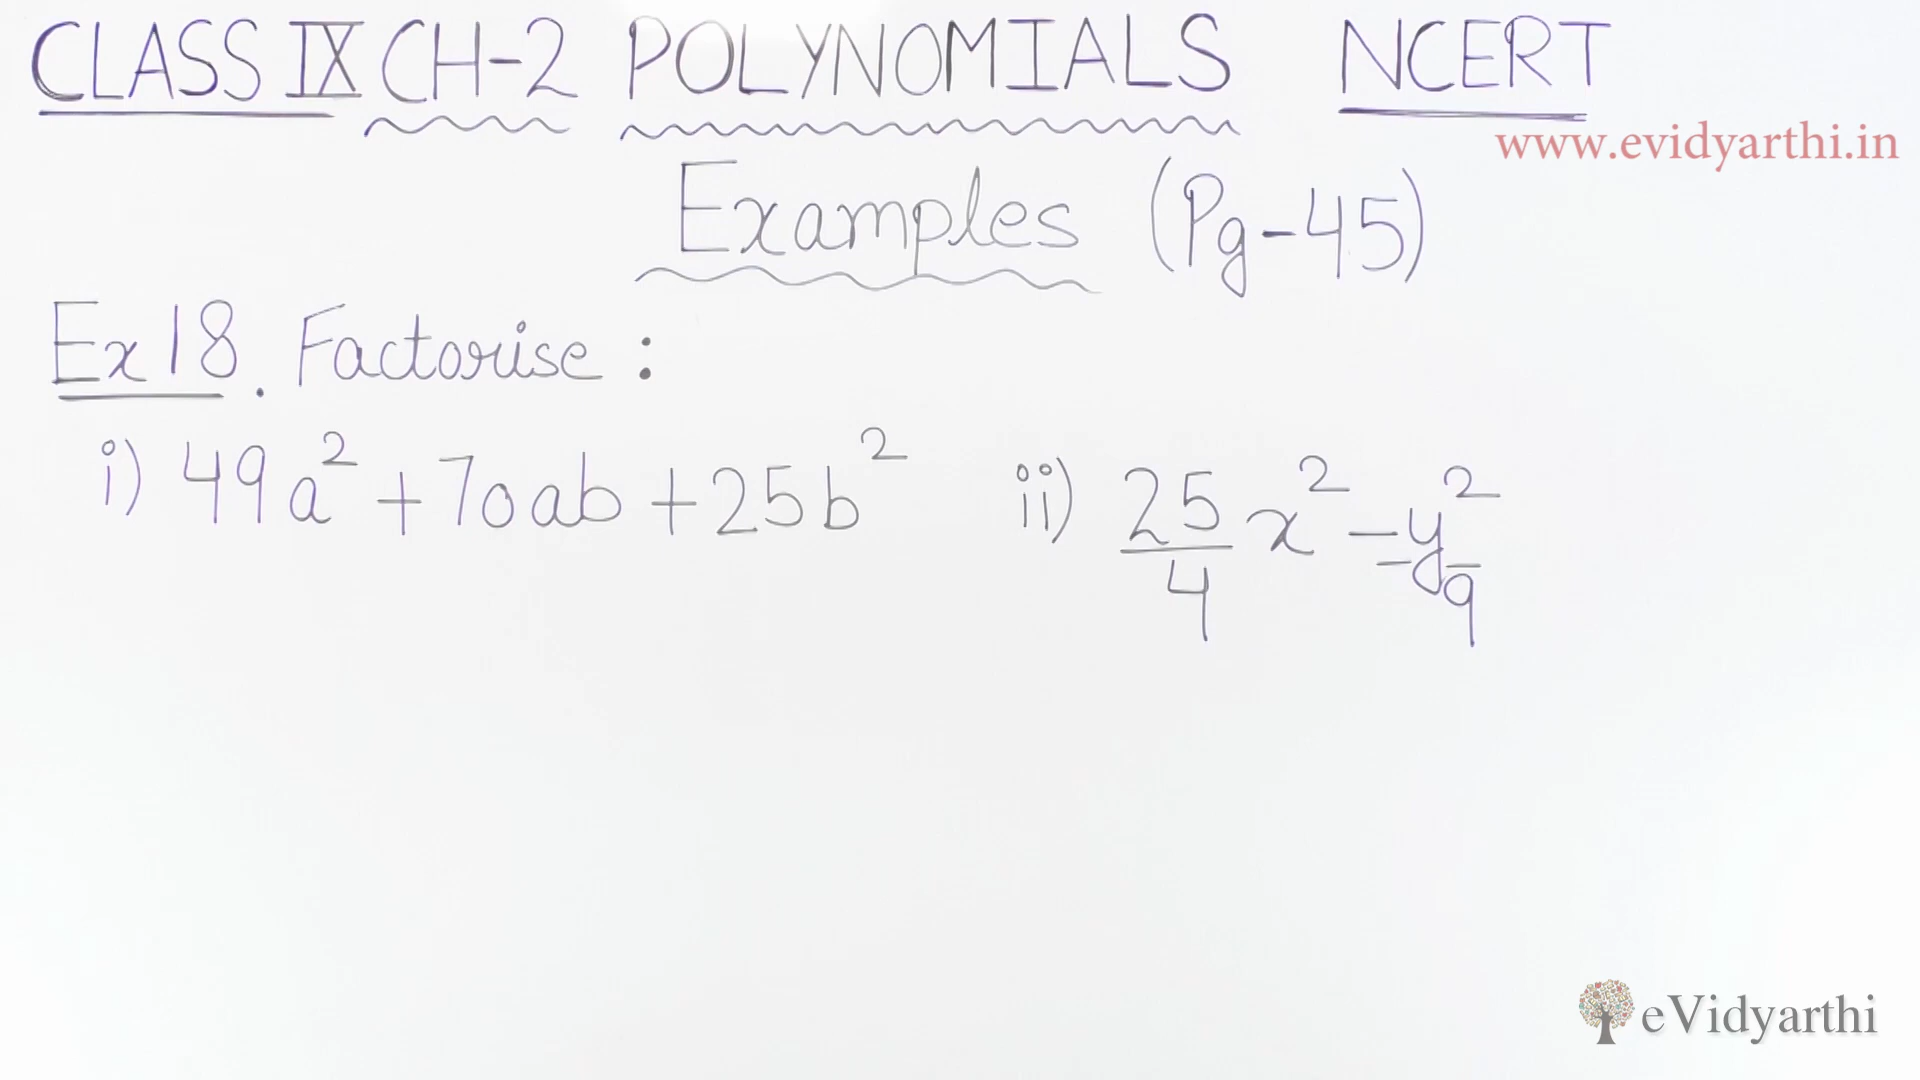 CLASS IX CH-2 POLYNOMIALS NCERT
www.evidyarthi.in
Examples (Pg-45)
Ex 18. Factorise :
i) 49a² + 70ab + 25b² ii) 25/4 x² - y²/9
eVidyarthi